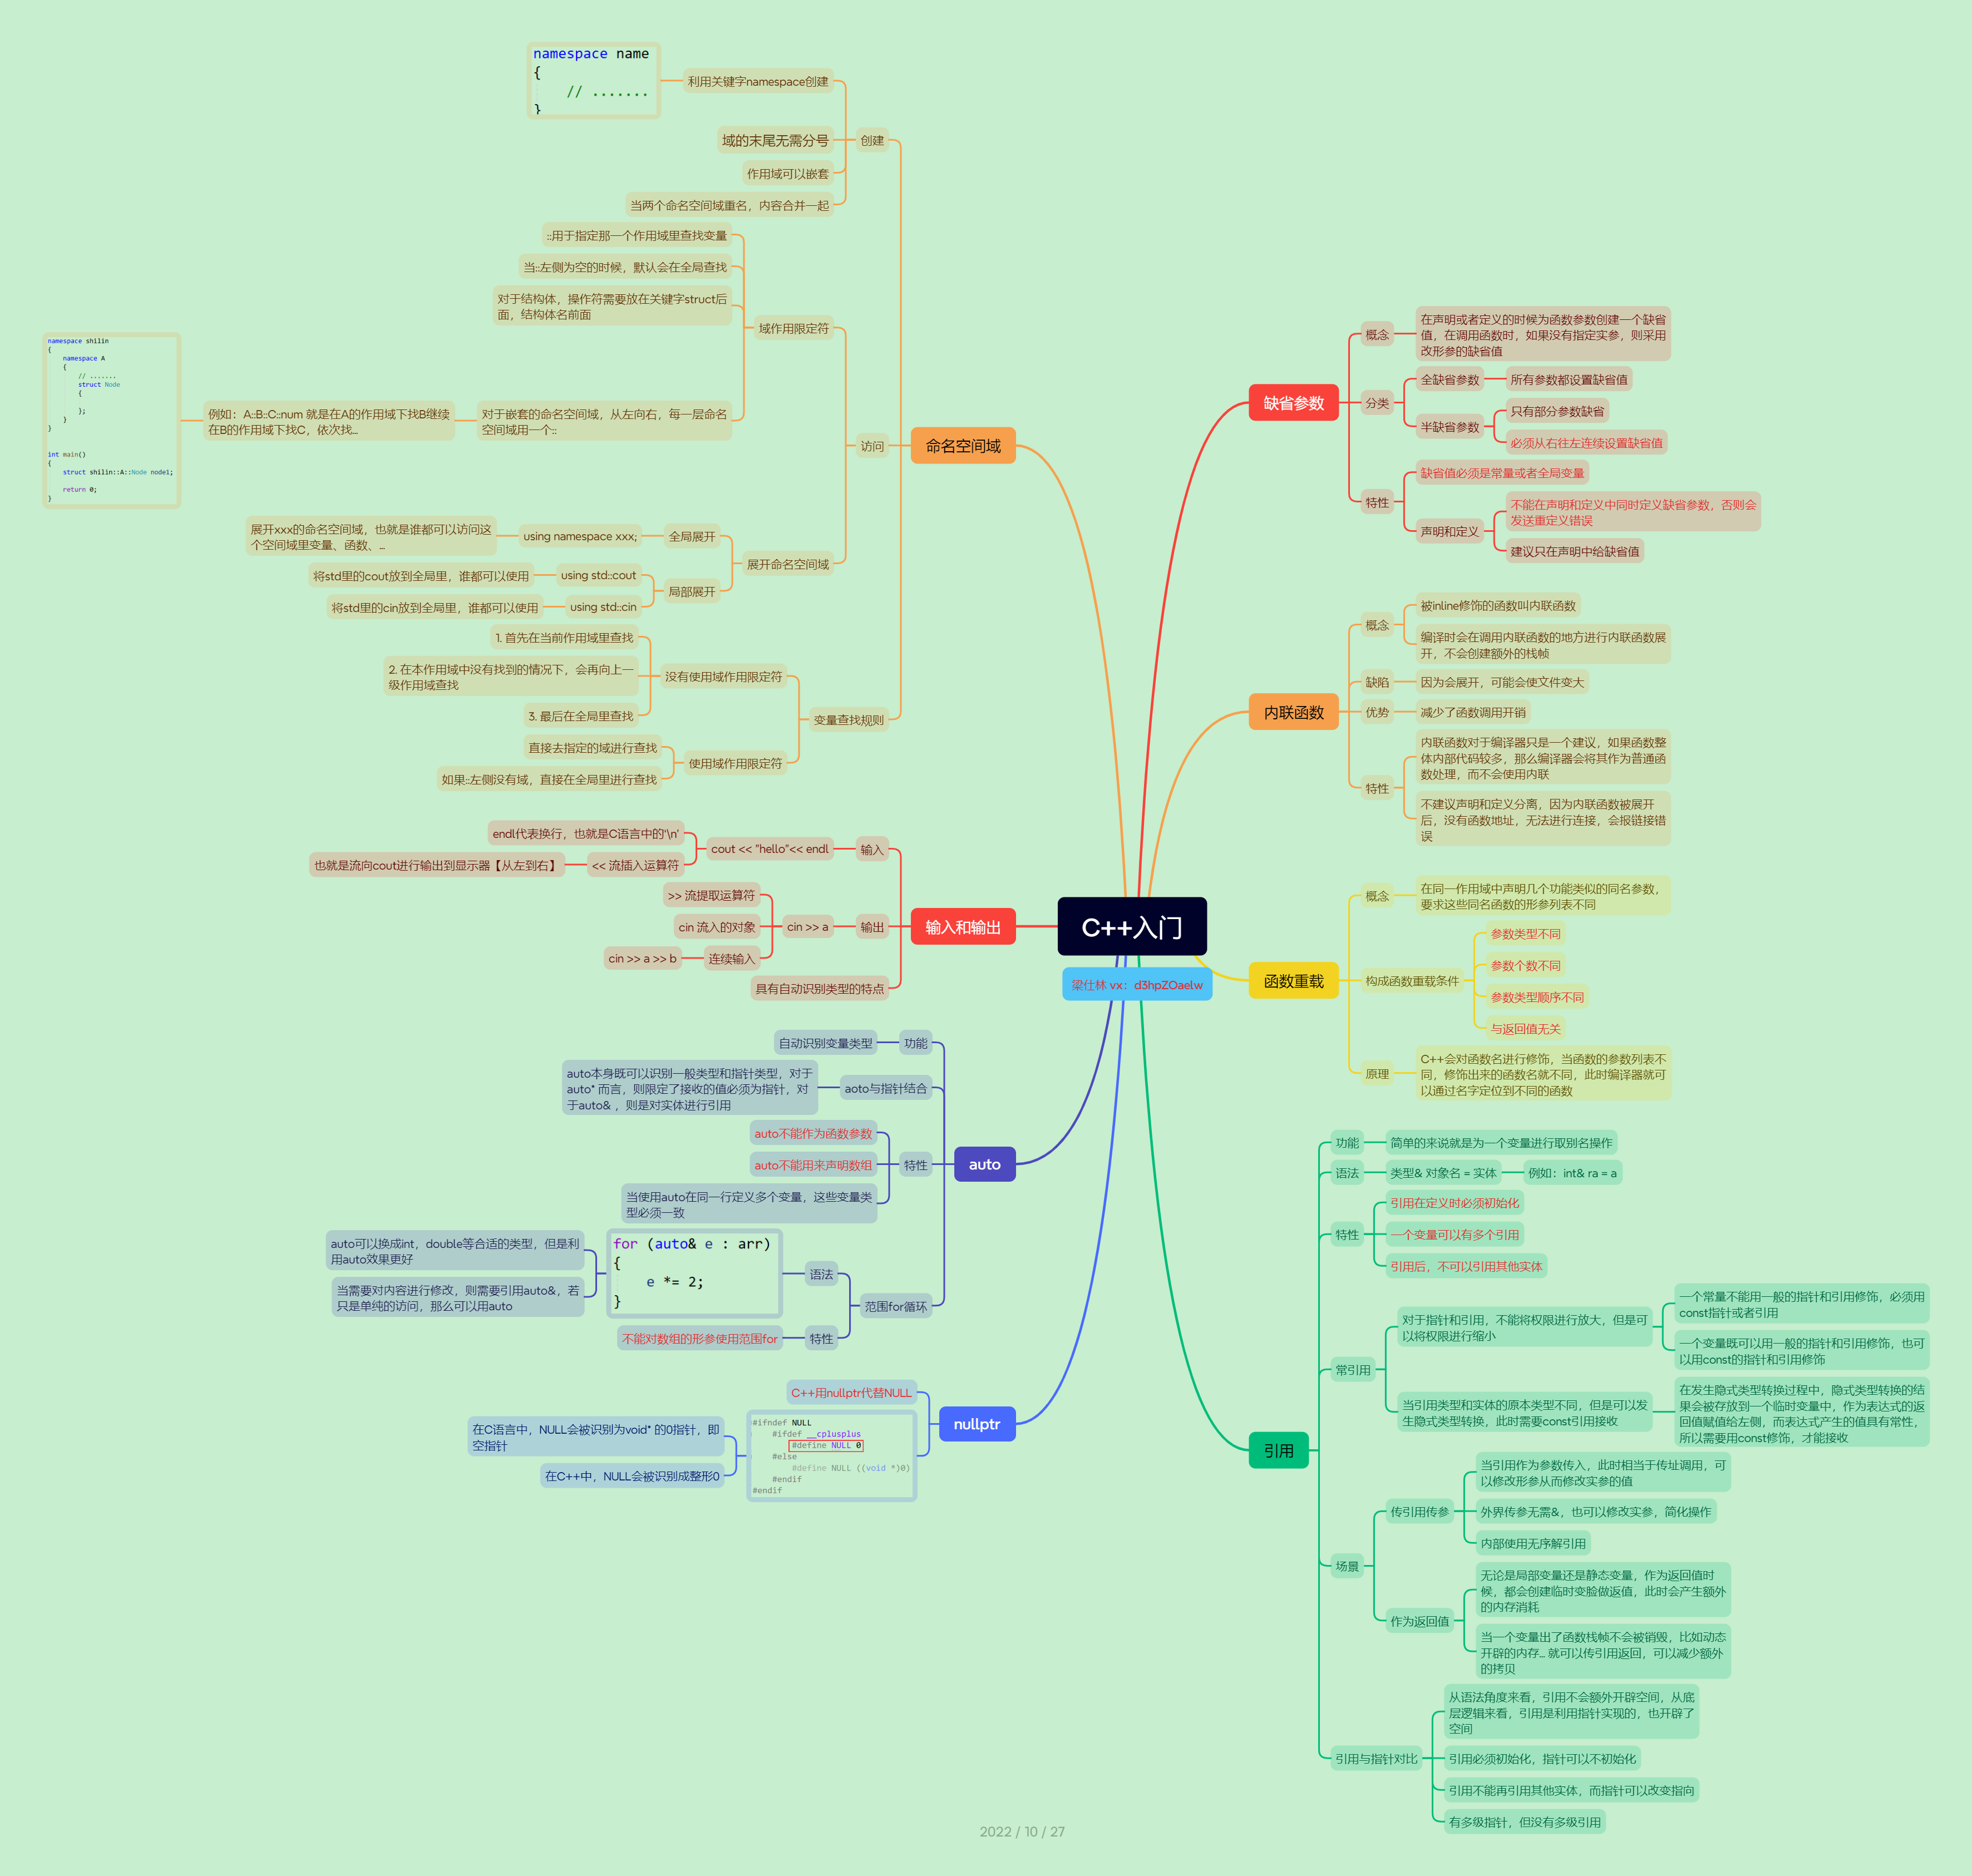 C++入门
梁仕林 vx：d3hpZOaelw
命名空间域
创建
利用关键字namespace创建
namespace name
{
// .......
}
域的末尾无需分号
作用域可以嵌套
当两个命名空间域重名，内容合并一起
访问
域作用限定符
::用于指定那一个作用域里查找变量
当::左侧为空的时候，默认会在全局查找
对于结构体，操作符需要放在关键字struct后
面，结构体名前面
对于嵌套的命名空间域，从左向右，每一层命名
空间域用一个::
例如：A::B::C::num 就是在A的作用域下找B继续
在B的作用域下找C，依次找...
namespace shilin
{
namespace A
{
// .......
struct Node
{
};
}
}
int main()
{
struct shilin::A::Node node1;
return 0;
}
展开命名空间域
全局展开
using namespace xxx;
展开xxx的命名空间域，也就是谁都可以访问这
个空间域里变量、函数、...
局部展开
using std::cout
将std里的cout放到全局里，谁都可以使用
using std::cin
将std里的cin放到全局里，谁都可以使用
变量查找规则
没有使用域作用限定符
1. 首先在当前作用域里查找
2. 在本作用域中没有找到的情况下，会再向上一
级作用域查找
3. 最后在全局里查找
使用域作用限定符
直接去指定的域进行查找
如果::左侧没有域，直接在全局里进行查找
输入和输出
输入
cout << "hello"<< endl
endl代表换行，也就是C语言中的'\n'
<< 流插入运算符
也就是流向cout进行输出到显示器【从左到右】
输出
cin >> a
>> 流提取运算符
cin 流入的对象
连续输入
cin >> a >> b
具有自动识别类型的特点
auto
功能
自动识别变量类型
aoto与指针结合
auto本身既可以识别一般类型和指针类型，对于
auto* 而言，则限定了接收的值必须为指针，对
于auto& ，则是对实体进行引用
特性
auto不能作为函数参数
auto不能用来声明数组
当使用auto在同一行定义多个变量，这些变量类
型必须一致
范围for循环
语法
for (auto& e : arr)
{
e *= 2;
}
auto可以换成int，double等合适的类型，但是利
用auto效果更好
当需要对内容进行修改，则需要引用auto&，若
只是单纯的访问，那么可以用auto
特性
不能对数组的形参使用范围for
nullptr
C++用nullptr代替NULL
#ifndef NULL
#ifdef __cplusplus
#define NULL 0
#else
#define NULL ((void *)0)
#endif
#endif
在C语言中，NULL会被识别为void* 的0指针，即
空指针
在C++中，NULL会被识别成整形0
缺省参数
概念
在声明或者定义的时候为函数参数创建一个缺省
值，在调用函数时，如果没有指定实参，则采用
改形参的缺省值
分类
全缺省参数
所有参数都设置缺省值
半缺省参数
只有部分参数缺省
必须从右往左连续设置缺省值
特性
缺省值必须是常量或者全局变量
声明和定义
不能在声明和定义中同时定义缺省参数，否则会
发送重定义错误
建议只在声明中给缺省值
内联函数
概念
被inline修饰的函数叫内联函数
编译时会在调用内联函数的地方进行内联函数展
开，不会创建额外的栈帧
缺陷
因为会展开，可能会使文件变大
优势
减少了函数调用开销
特性
内联函数对于编译器只是一个建议，如果函数整
体内部代码较多，那么编译器会将其作为普通函
数处理，而不会使用内联
不建议声明和定义分离，因为内联函数被展开
后，没有函数地址，无法进行连接，会报链接错
误
函数重载
概念
在同一作用域中声明几个功能类似的同名参数，
要求这些同名函数的形参列表不同
构成函数重载条件
参数类型不同
参数个数不同
参数类型顺序不同
与返回值无关
原理
C++会对函数名进行修饰，当函数的参数列表不
同，修饰出来的函数名就不同，此时编译器就可
以通过名字定位到不同的函数
引用
功能
简单的来说就是为一个变量进行取别名操作
语法
类型& 对象名 = 实体
例如：int& ra = a
特性
引用在定义时必须初始化
一个变量可以有多个引用
引用后，不可以引用其他实体
常引用
对于指针和引用，不能将权限进行放大，但是可
以将权限进行缩小
一个常量不能用一般的指针和引用修饰，必须用
const指针或者引用
一个变量既可以用一般的指针和引用修饰，也可
以用const的指针和引用修饰
当引用类型和实体的原本类型不同，但是可以发
生隐式类型转换，此时需要const引用接收
在发生隐式类型转换过程中，隐式类型转换的结
果会被存放到一个临时变量中，作为表达式的返
回值赋值给左侧，而表达式产生的值具有常性，
所以需要用const修饰，才能接收
场景
传引用传参
当引用作为参数传入，此时相当于传址调用，可
以修改形参从而修改实参的值
外界传参无需&，也可以修改实参，简化操作
内部使用无序解引用
作为返回值
无论是局部变量还是静态变量，作为返回值时
候，都会创建临时变脸做返值，此时会产生额外
的内存消耗
当一个变量出了函数栈帧不会被销毁，比如动态
开辟的内存... 就可以传引用返回，可以减少额外
的拷贝
引用与指针对比
从语法角度来看，引用不会额外开辟空间，从底
层逻辑来看，引用是利用指针实现的，也开辟了
空间
引用必须初始化，指针可以不初始化
引用不能再引用其他实体，而指针可以改变指向
有多级指针，但没有多级引用
2022 / 10 / 27